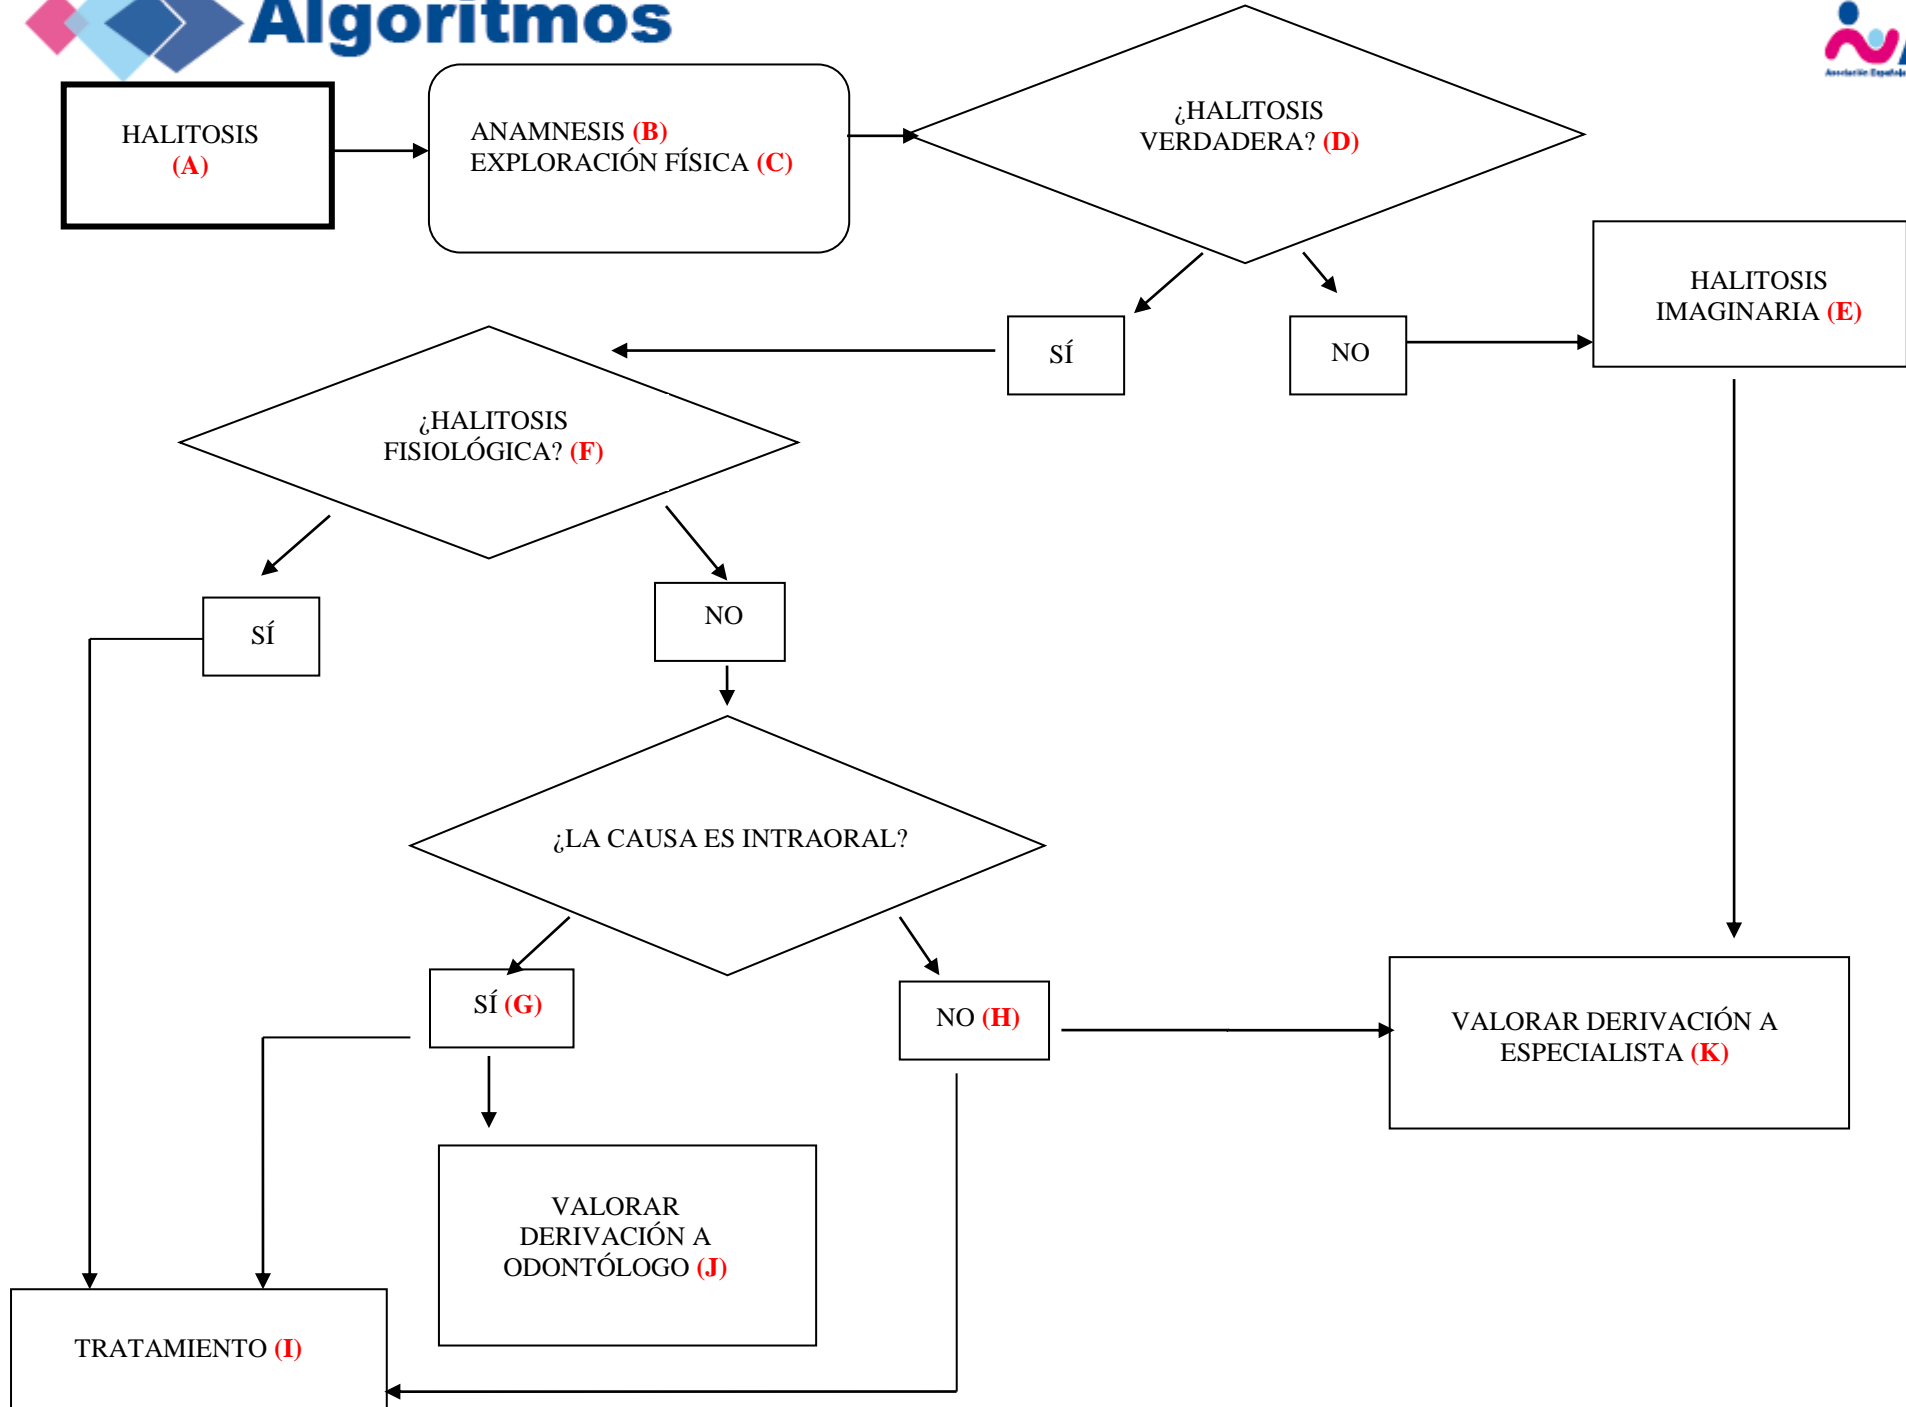 Algoritmos
HALITOSIS
(A)
ANAMNESIS (B)
EXPLORACIÓN FÍSICA (C)
¿HALITOSIS
VERDADERA? (D)
HALITOSIS
IMAGINARIA (E)
SÍ
NO
¿HALITOSIS
FISIOLÓGICA? (F)
SÍ
NO
¿LA CAUSA ES INTRAORAL?
SÍ (G)
NO (H)
VALORAR DERIVACIÓN A
ESPECIALISTA (K)
VALORAR
DERIVACIÓN A
ODONTÓLOGO (J)
TRATAMIENTO (I)